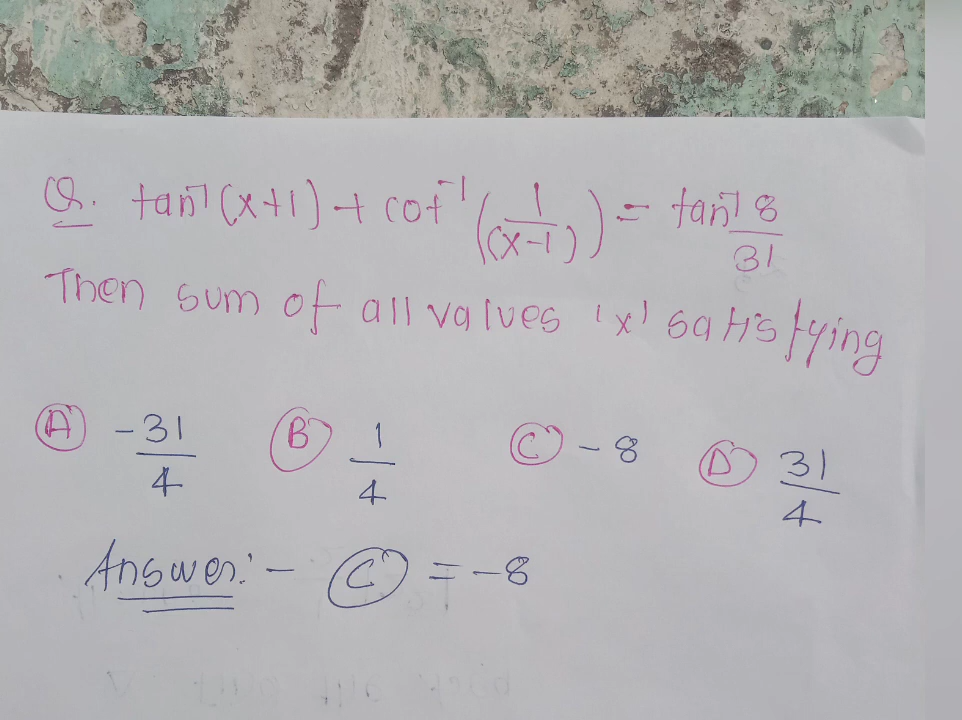 Q. tan⁻¹(x+1) + cot⁻¹(1/(x-1)) = tan⁻¹ 8/31
Then sum of all values 'x' satisfying
(A) -31/4 (B) 1/4 (C) -8 (D) 31/4
Answer:- (C) = -8